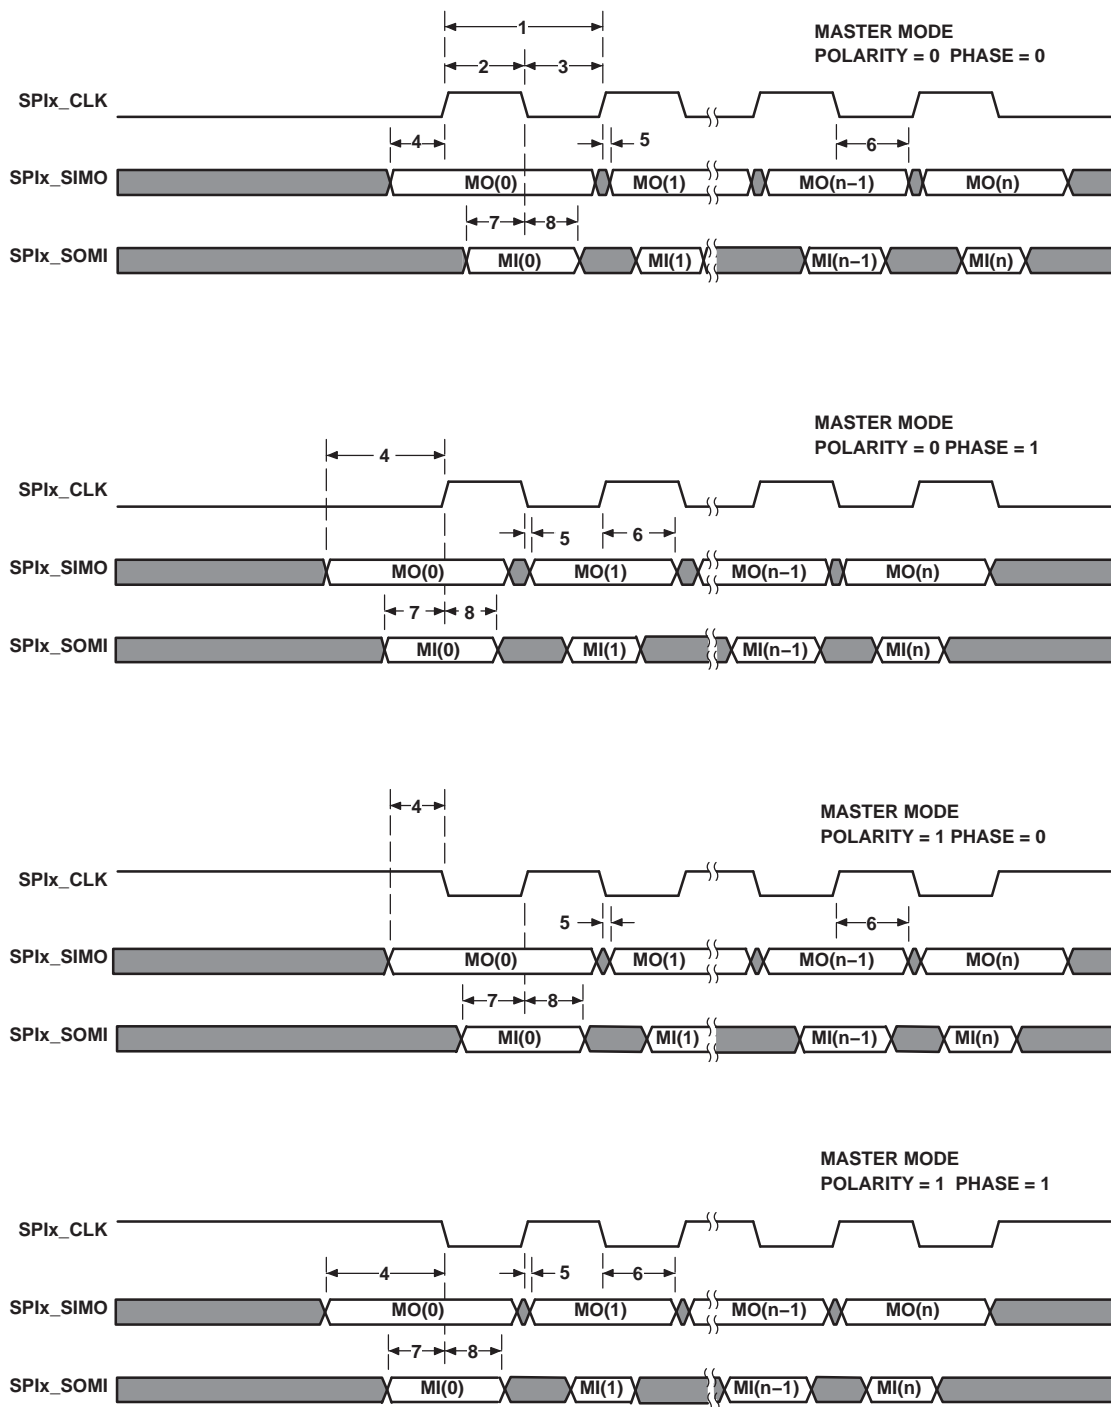 1
MASTER MODE
POLARITY = 0 PHASE = 0
2 3
SPIx_CLK
4 5 6
SPIx_SIMO MO(0) MO(1) MO(n−1) MO(n)
7 8
SPIx_SOMI MI(0) MI(1) MI(n−1) MI(n)
MASTER MODE
POLARITY = 0 PHASE = 1
4
SPIx_CLK
5 6
SPIx_SIMO MO(0) MO(1) MO(n−1) MO(n)
7 8
SPIx_SOMI MI(0) MI(1) MI(n−1) MI(n)
4
MASTER MODE
POLARITY = 1 PHASE = 0
SPIx_CLK
5 6
SPIx_SIMO MO(0) MO(1) MO(n−1) MO(n)
7 8
SPIx_SOMI MI(0) MI(1) MI(n−1) MI(n)
MASTER MODE
POLARITY = 1 PHASE = 1
SPIx_CLK
4 5 6
SPIx_SIMO MO(0) MO(1) MO(n−1) MO(n)
7 8
SPIx_SOMI MI(0) MI(1) MI(n−1) MI(n)